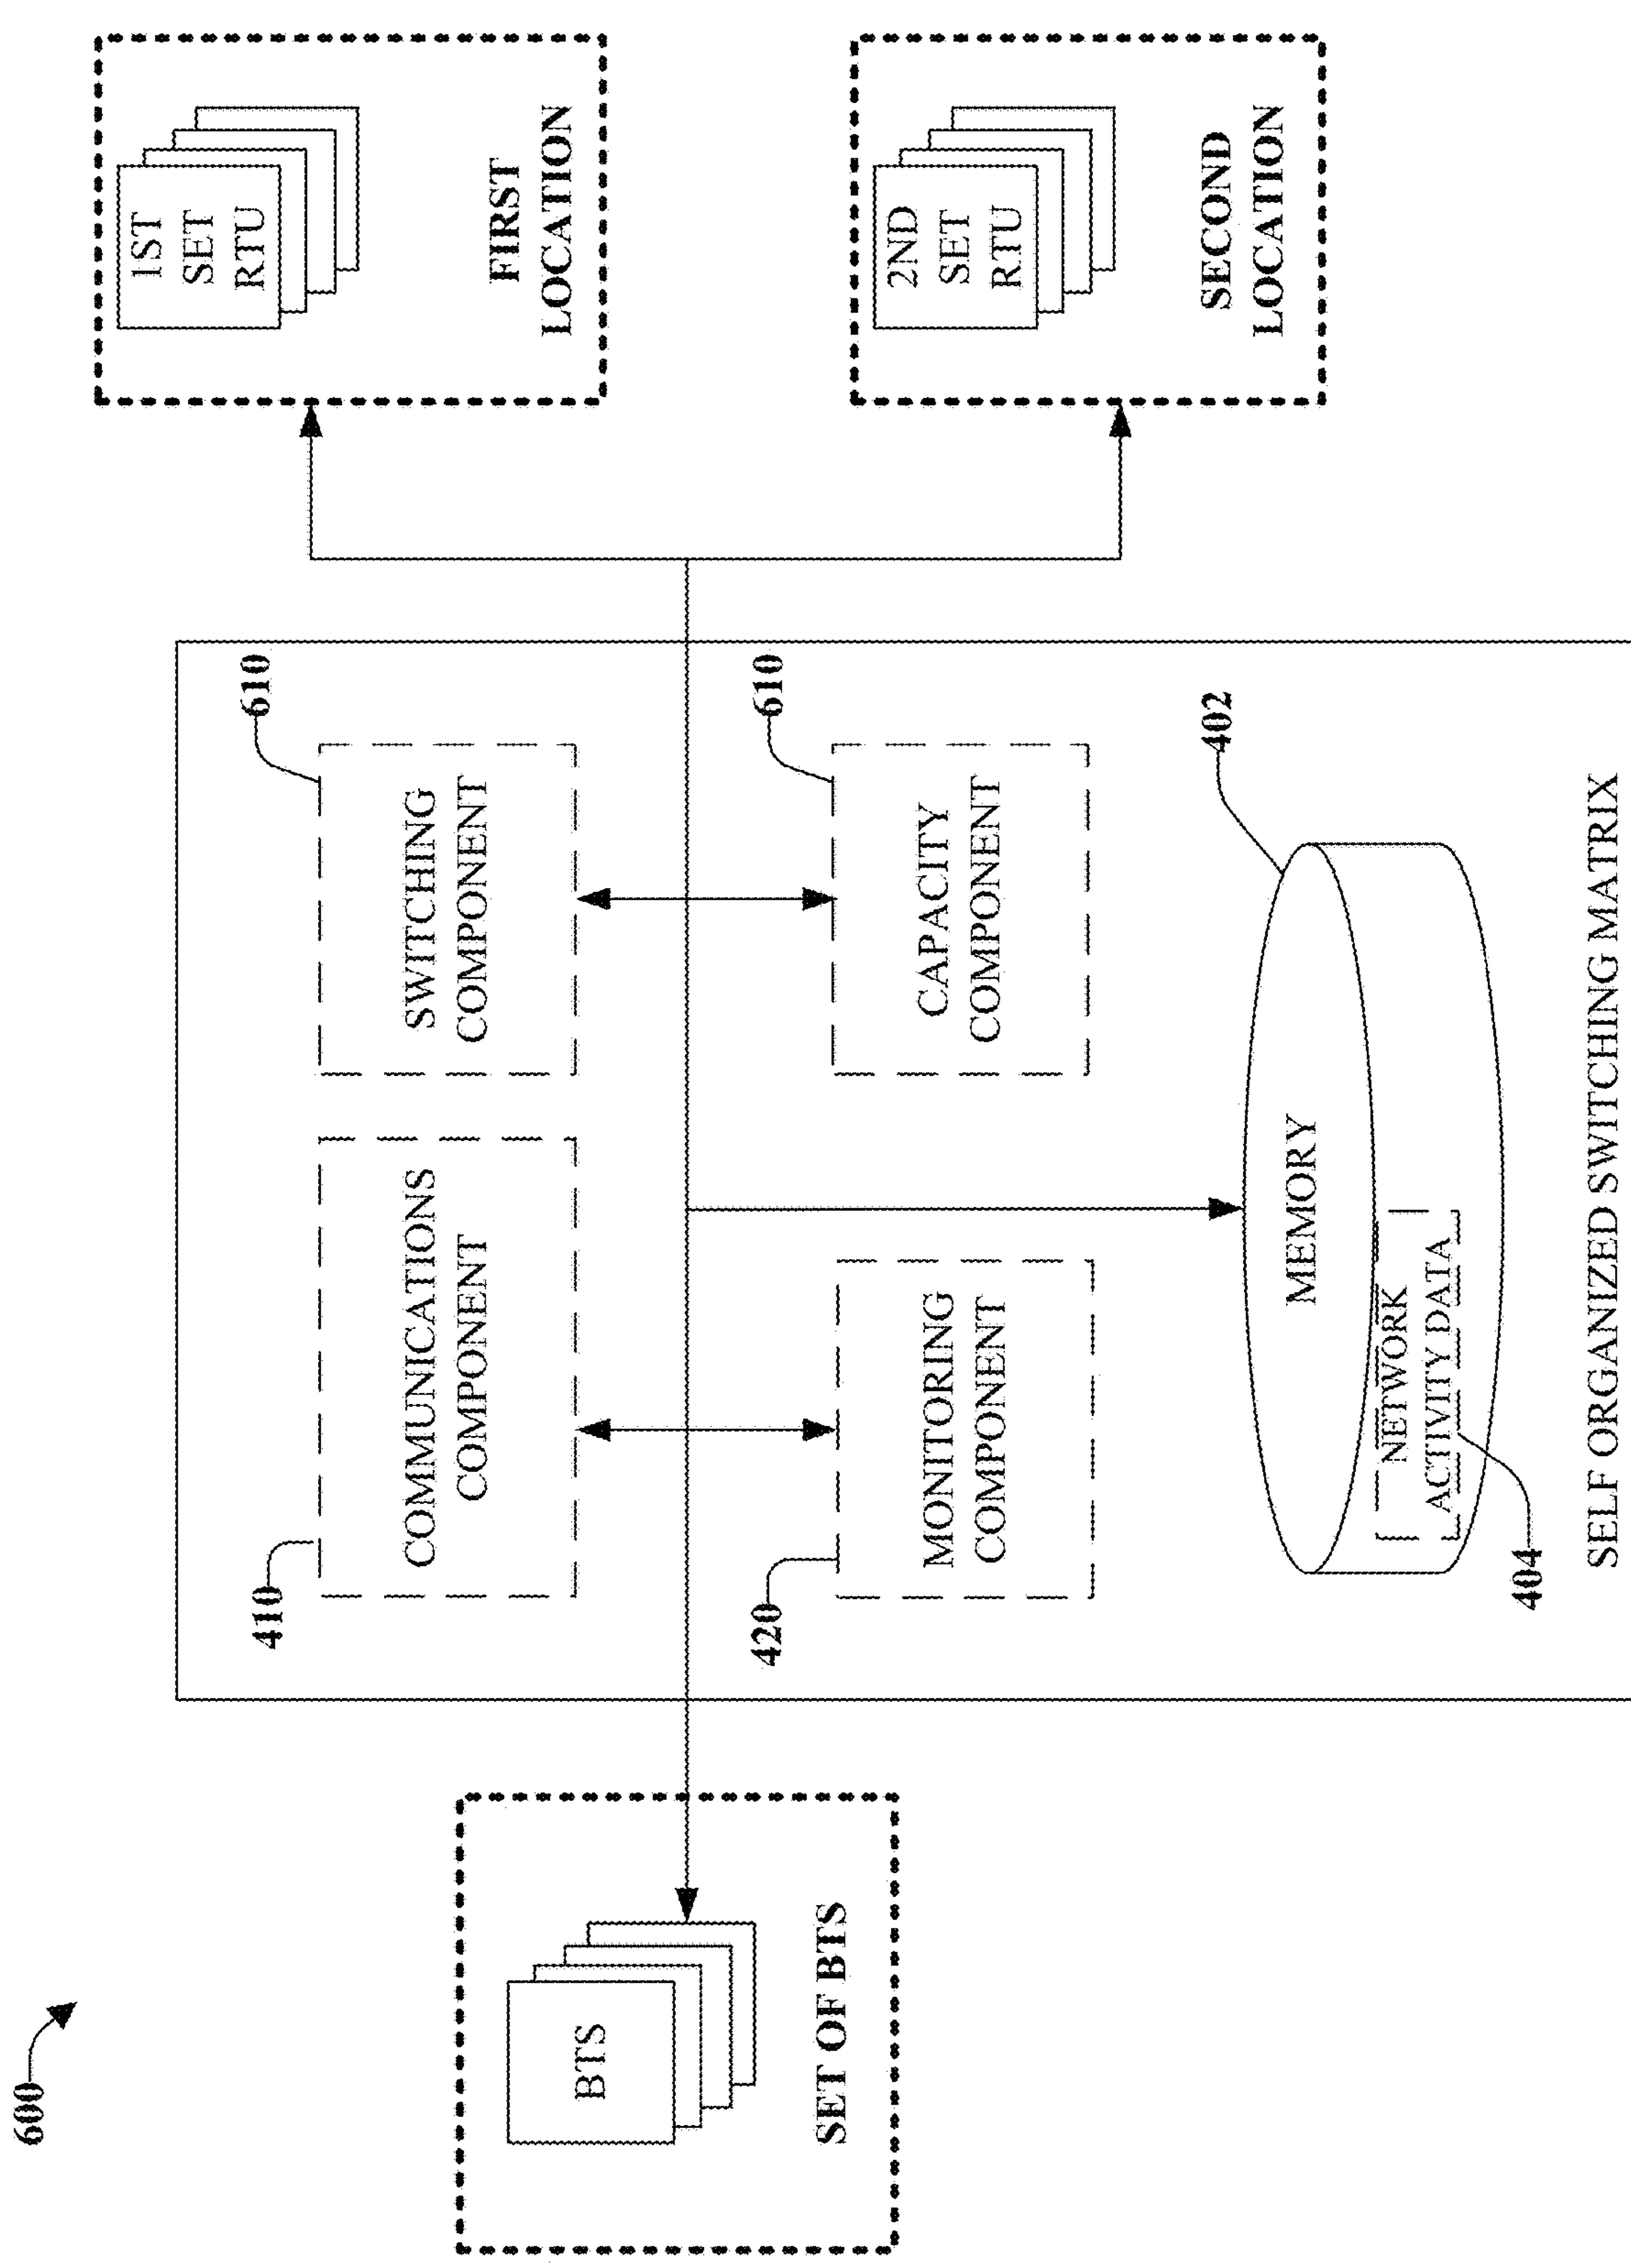 600
BTS
SET OF BTS
410
COMMUNICATIONS
COMPONENT
610
SWITCHING
COMPONENT
420
MONITORING
COMPONENT
610
CAPACITY
COMPONENT
402
MEMORY
NETWORK
ACTIVITY DATA
404
SELF ORGANIZED SWITCHING MATRIX
1ST
SET
RTU
FIRST
LOCATION
2ND
SET
RTU
SECOND
LOCATION